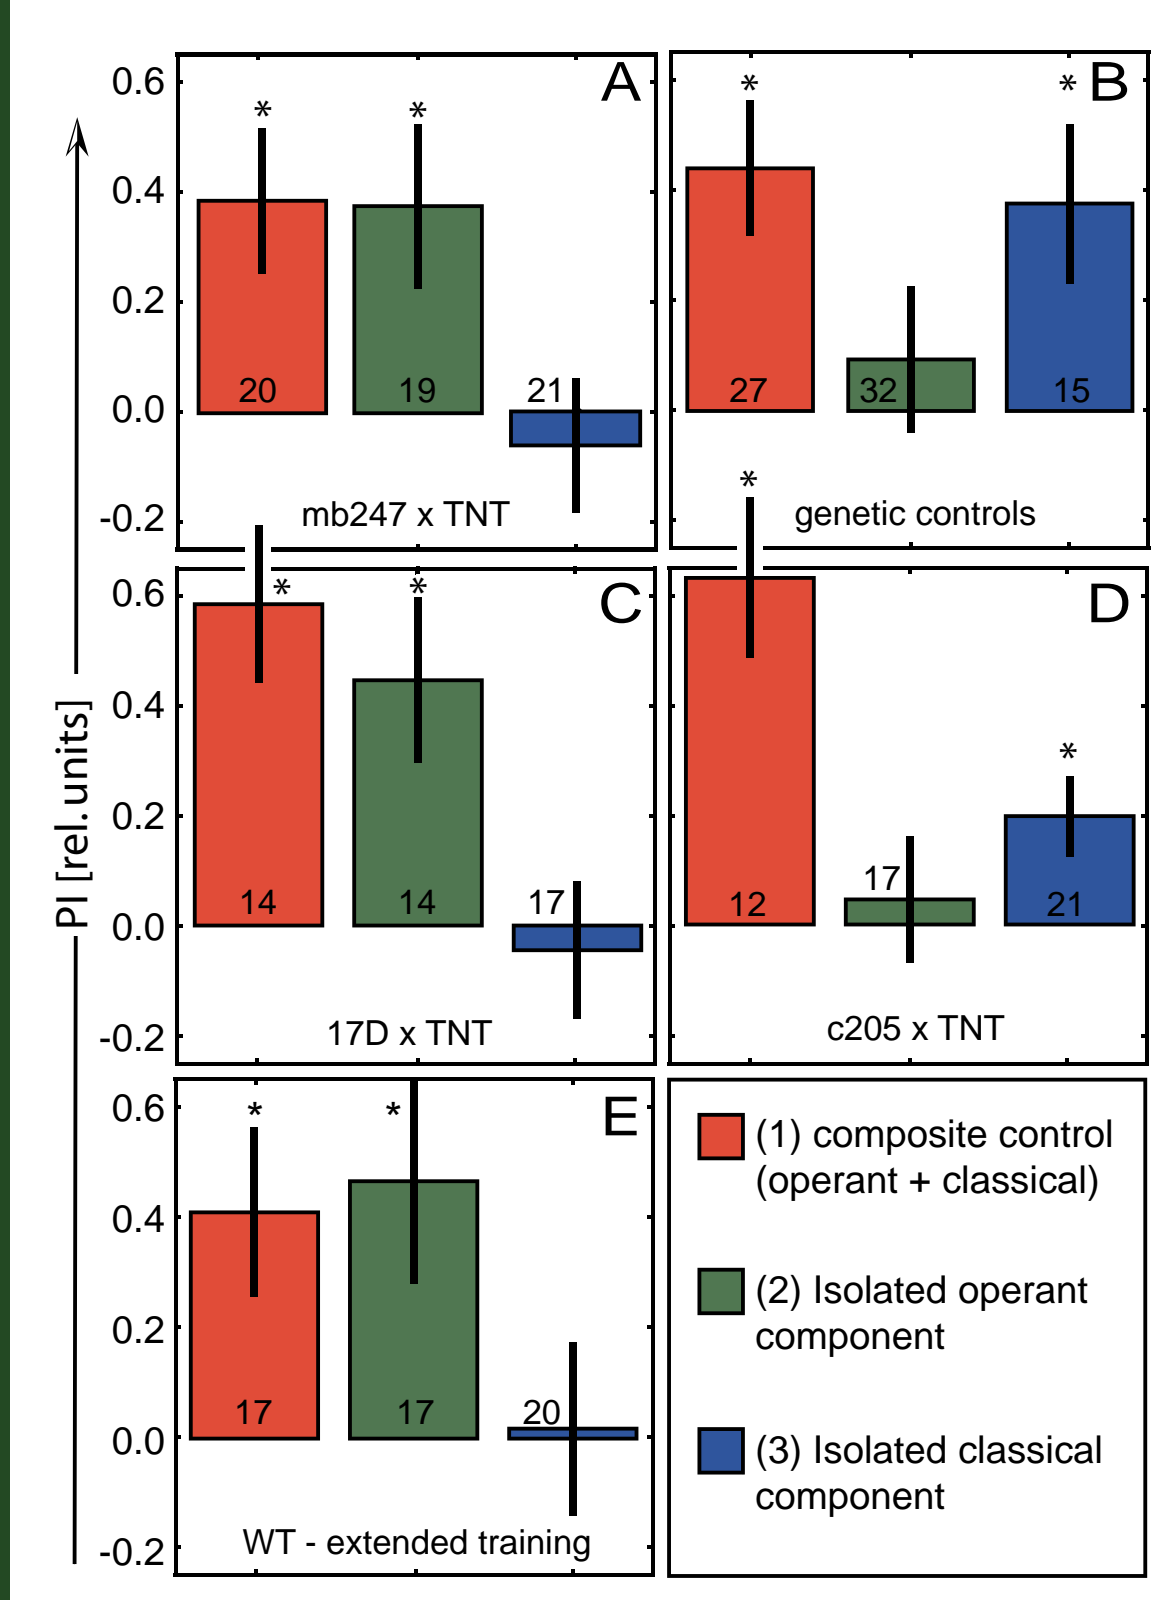 PI [rel. units]
A
0.6
0.4
0.2
0.0
-0.2
*
*
20
19
21
mb247 x TNT
B
*
*
27
32
15
genetic controls
C
0.6
0.4
0.2
0.0
-0.2
*
*
14
14
17
17D x TNT
D
*
*
12
17
21
c205 x TNT
E
0.6
0.4
0.2
0.0
-0.2
*
*
17
17
20
WT - extended training
(1) composite control
(operant + classical)
(2) Isolated operant
component
(3) Isolated classical
component